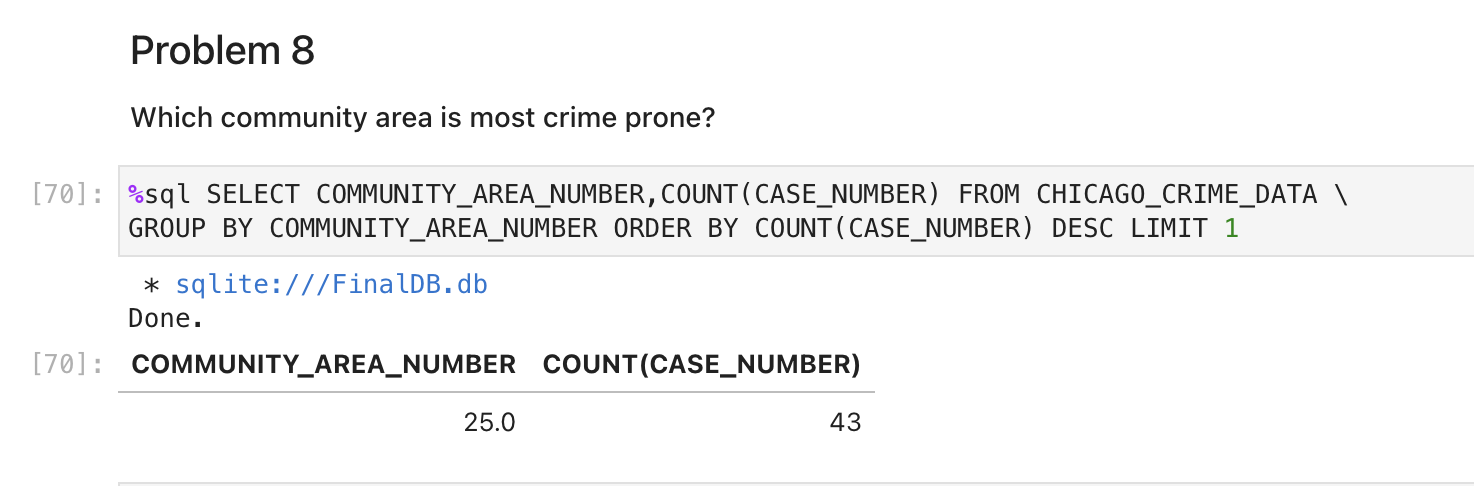 Problem 8
Which community area is most crime prone?
[70]: %sql SELECT COMMUNITY_AREA_NUMBER,COUNT(CASE_NUMBER) FROM CHICAGO_CRIME_DATA \
GROUP BY COMMUNITY_AREA_NUMBER ORDER BY COUNT(CASE_NUMBER) DESC LIMIT 1
* sqlite:///FinalDB.db
Done.
[70]: COMMUNITY_AREA_NUMBER COUNT(CASE_NUMBER)
25.0 43